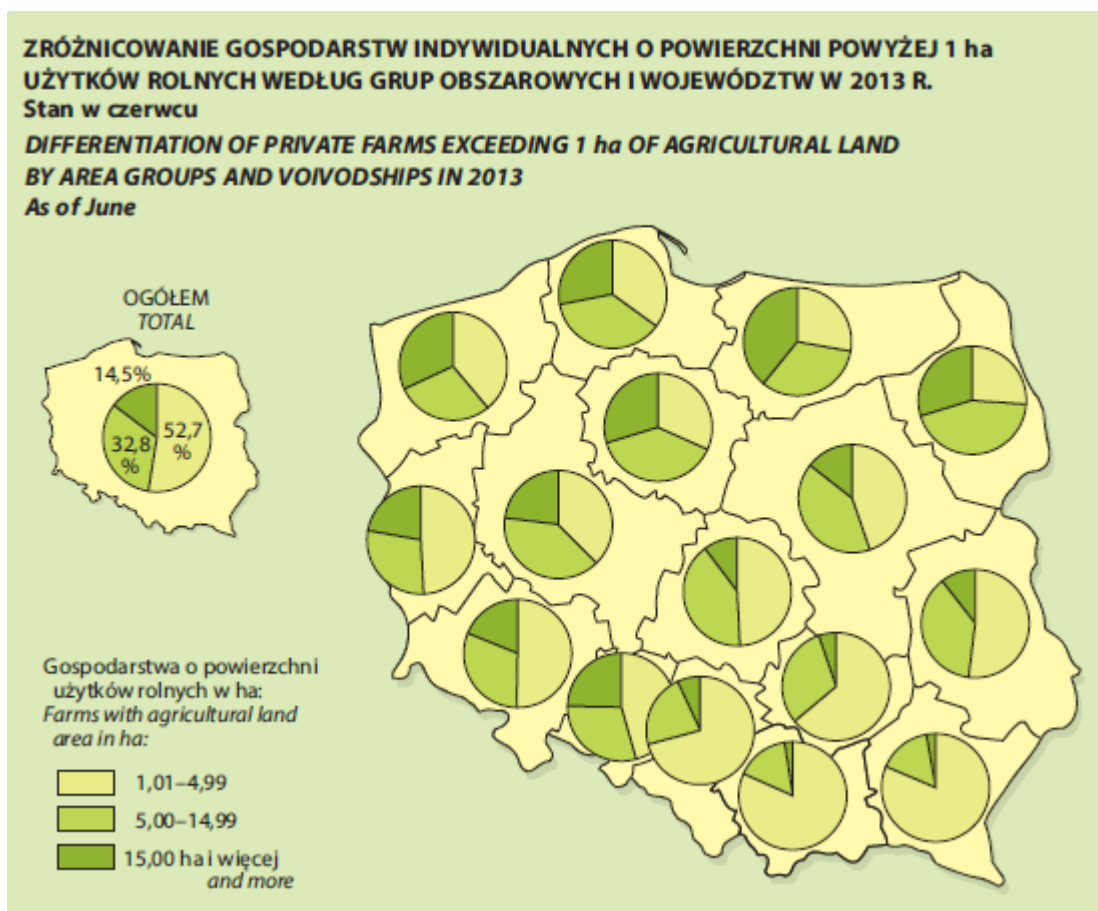 ZRÓŻNICOWANIE GOSPODARSTW INDYWIDUALNYCH O POWIERZCHNI POWYŻEJ 1 ha
UŻYTKÓW ROLNYCH WEDŁUG GRUP OBSZAROWYCH I WOJEWÓDZTW W 2013 R.
Stan w czerwcu
DIFFERENTIATION OF PRIVATE FARMS EXCEEDING 1 ha OF AGRICULTURAL LAND
BY AREA GROUPS AND VOIVODSHIPS IN 2013
As of June
OGÓŁEM
TOTAL
14,5%
32,8
%
52,7
%
Gospodarstwa o powierzchni
użytków rolnych w ha:
Farms with agricultural land
area in ha:
1,01–4,99
5,00–14,99
15,00 ha i więcej
and more